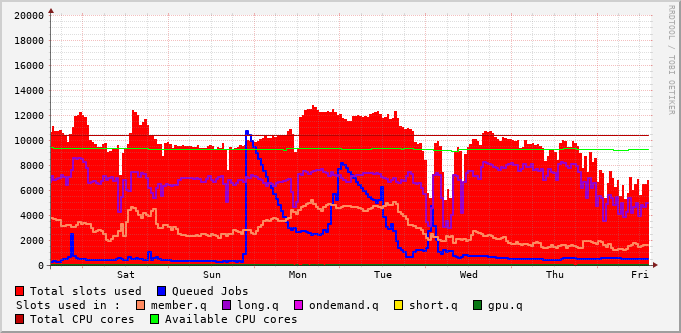 20000
18000
16000
14000
12000
10000
8000
6000
4000
2000
0
Sat Sun Mon Tue Wed Thu Fri
Total slots used Queued Jobs
Slots used in : member.q long.q ondemand.q short.q gpu.q
Total CPU cores Available CPU cores
RRDTOOL / TOBI OETIKER